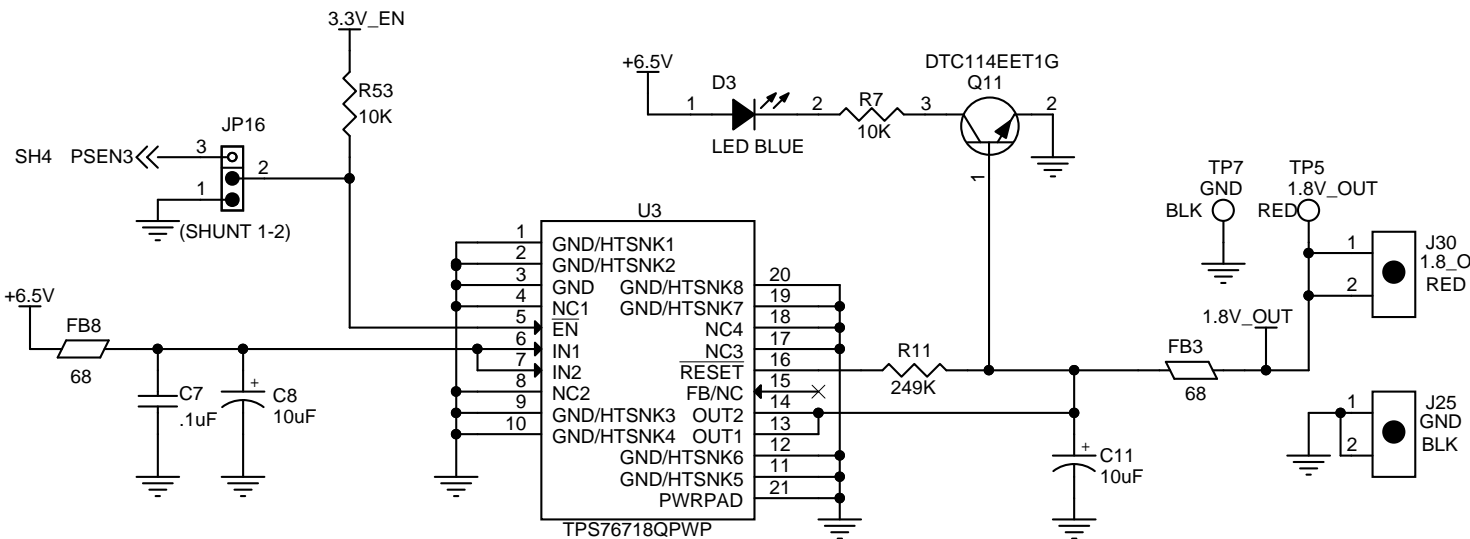 3.3V_EN
R53
10K
JP16
SH4 PSEN3
3
2
1
(SHUNT 1-2)
+6.5V
FB8
68
C7
.1uF
+
C8
10uF
+6.5V
D3
1
2
LED BLUE
R7
10K
DTC114EET1G
Q11
3
2
1
U3
1 GND/HTSNK1
2 GND/HTSNK2
3 GND
4 NC1
5 EN
6 IN1
7 IN2
8 NC2
9 GND/HTSNK3
10 GND/HTSNK4
GND/HTSNK8 20
GND/HTSNK7 19
NC4 18
NC3 17
RESET 16
FB/NC 15
OUT2 14
OUT1 13
GND/HTSNK6 12
GND/HTSNK5 11
PWRPAD 21
TPS76718QPWP
R11
249K
+
C11
10uF
FB3
68
1.8V_OUT
TP7
GND
BLK
TP5
1.8V_OUT
RED
1
2
J30
1.8_O
RED
1
2
J25
GND
BLK